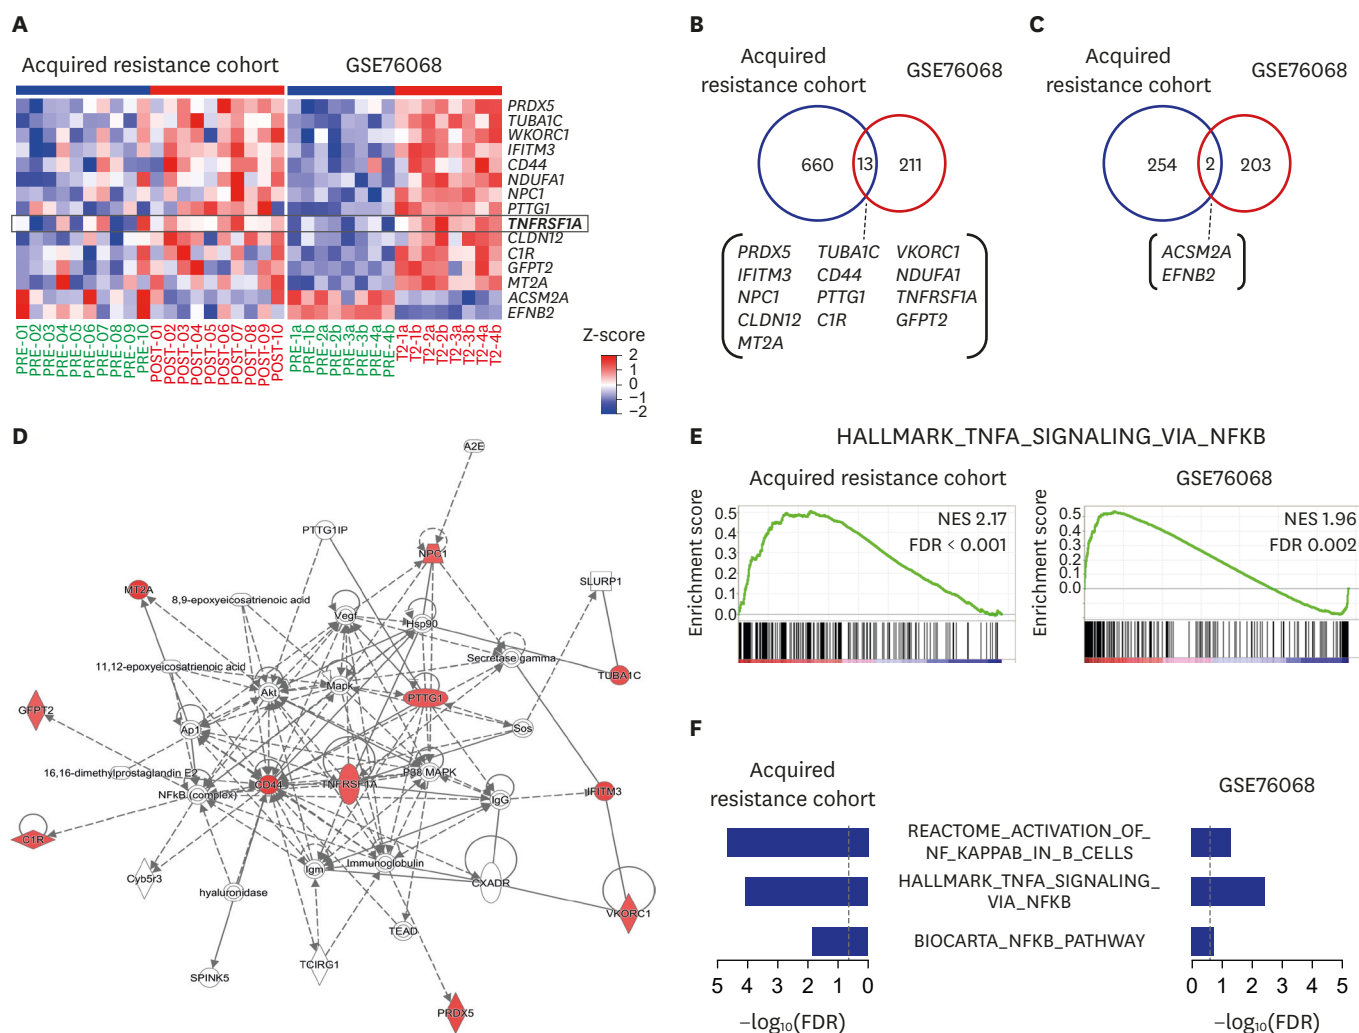 A
Acquired resistance cohort
GSE76068
PRDX5
TUBA1C
WKORC1
IFITM3
CD44
NDUFA1
NPC1
PTTG1
TNFRSF1A
CLDN12
C1R
GFPT2
MT2A
ACSM2A
EFNB2
PRE-01
PRE-02
PRE-03
PRE-04
PRE-05
PRE-06
PRE-07
PRE-08
PRE-09
PRE-10
POST-01
POST-02
POST-03
POST-04
POST-05
POST-06
POST-07
POST-08
POST-09
POST-10
PRE-1a
PRE-1b
PRE-2a
PRE-2b
PRE-3a
PRE-3b
PRE-4a
PRE-4b
T2-1a
T2-1b
T2-2a
T2-2b
T2-3a
T2-3b
T2-4a
T2-4b
Z-score
2
1
0
−1
−2
B
Acquired
resistance cohort
GSE76068
660 13 211
PRDX5 TUBA1C VKORC1
IFITM3 CD44 NDUFA1
NPC1 PTTG1 TNFRSF1A
CLDN12 C1R GFPT2
MT2A
C
Acquired
resistance cohort
GSE76068
254 2 203
ACSM2A
EFNB2
D
A2E
PTTG1IP
NPC1
MT2A
SLURP1
8,9-epoxyeicosatrienoic acid
Vegf
Hsp90
11,12-epoxyeicosatrienoic acid
Secretase gamma
TUBA1C
Akt
Mapk
PTTG1
GFPT2
Ap1
Sos
16,16-dimethylprostaglandin E2
P38 MAPK
NFkB (complex)
CD44
TNFRSF1A
IgG
IFITM3
C1R
Immunoglobulin
Igm
Cyb5r3
hyaluronidase
CXADR
VKORC1
TEAD
TCIRG1
SPINK5
PRDX5
E
HALLMARK_TNFA_SIGNALING_VIA_NFKB
Acquired resistance cohort
Enrichment score
0.5
0.4
0.3
0.2
0.1
0.0
NES 2.17
FDR < 0.001
GSE76068
Enrichment score
0.5
0.4
0.3
0.2
0.1
0.0
NES 1.96
FDR 0.002
F
Acquired
resistance cohort
GSE76068
REACTOME_ACTIVATION_OF_
NF_KAPPAB_IN_B_CELLS
HALLMARK_TNFA_SIGNALING_
VIA_NFKB
BIOCARTA_NFKB_PATHWAY
5 4 3 2 1 0
−log₁₀(FDR)
0 1 2 3 4 5
−log₁₀(FDR)